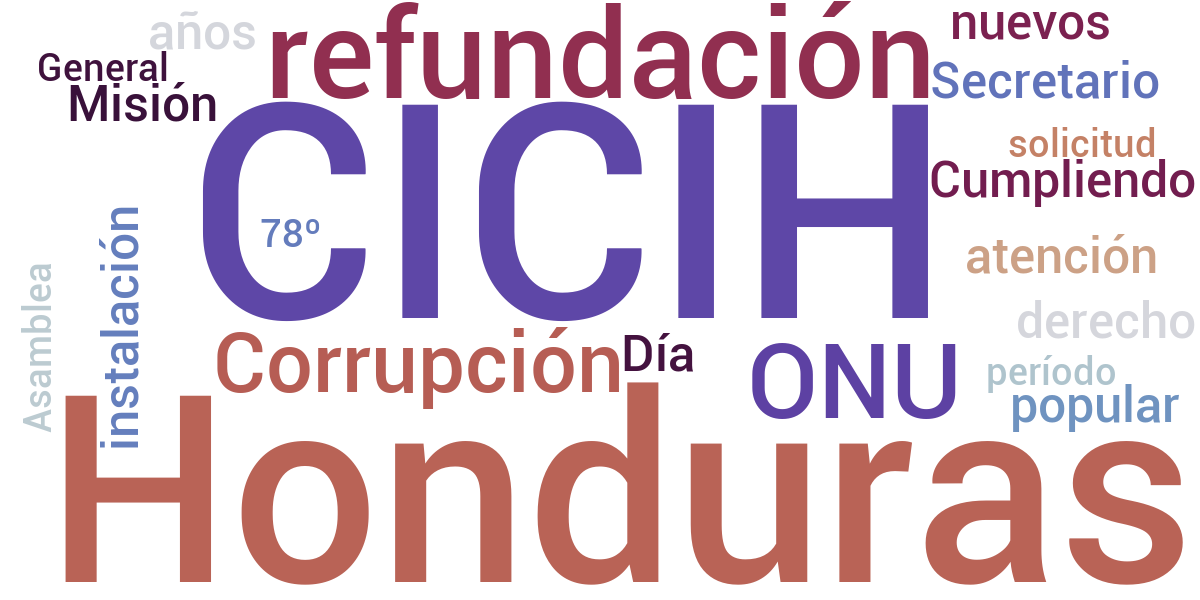 años
refundación
nuevos
General
Misión
Secretario
CICIH
solicitud
Cumpliendo
78º
instalación
atención
Asamblea
derecho
Corrupción
Día
ONU
período
popular
Honduras